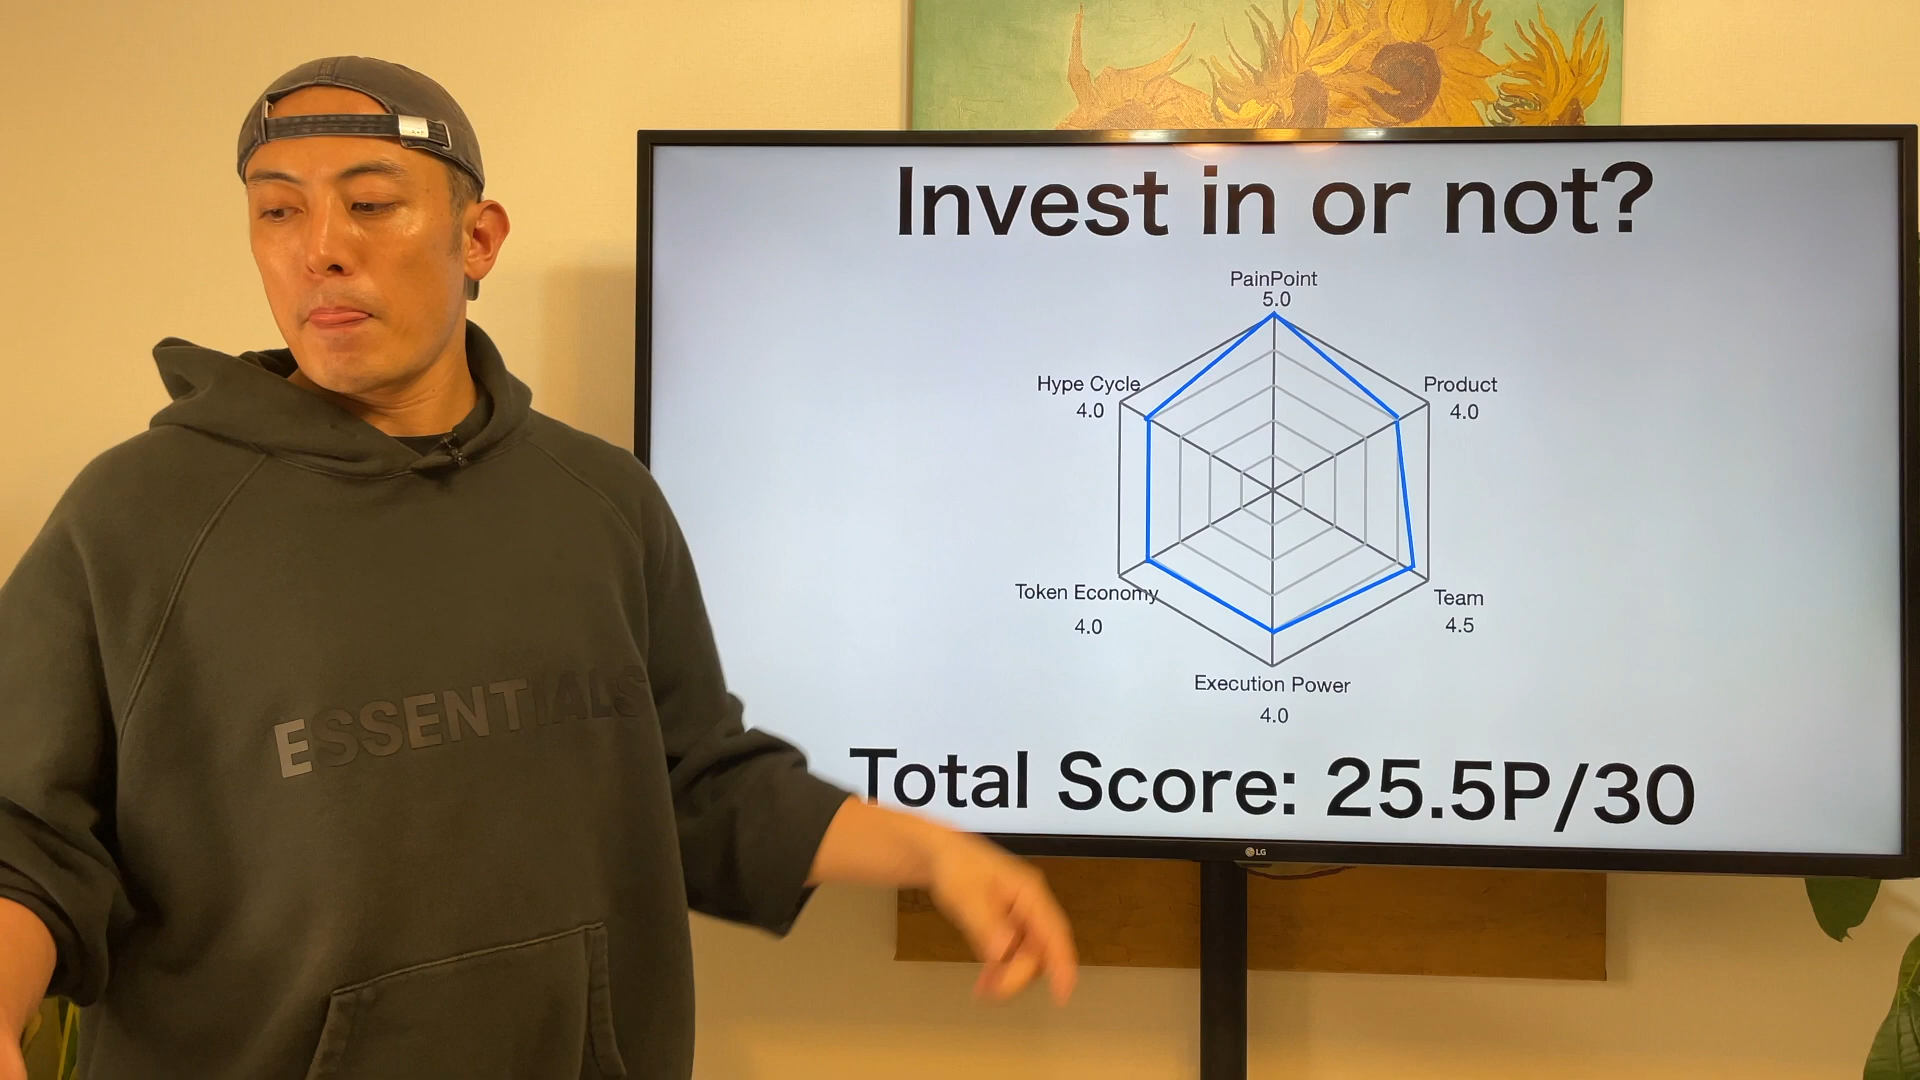 Invest in or not?
PainPoint
5.0
Hype Cycle
4.0
Product
4.0
Token Economy
4.0
Team
4.5
Execution Power
4.0
Total Score: 25.5P/30
LG
ESSENTIALS